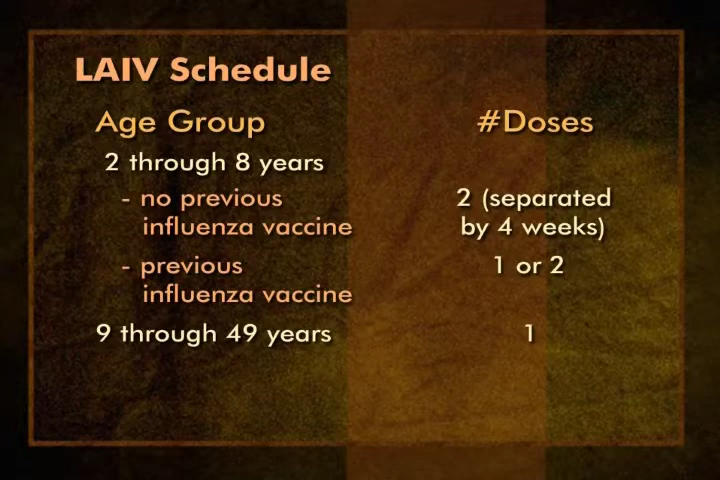 LAIV Schedule
Age Group #Doses
2 through 8 years
- no previous 2 (separated
influenza vaccine by 4 weeks)
- previous 1 or 2
influenza vaccine
9 through 49 years 1